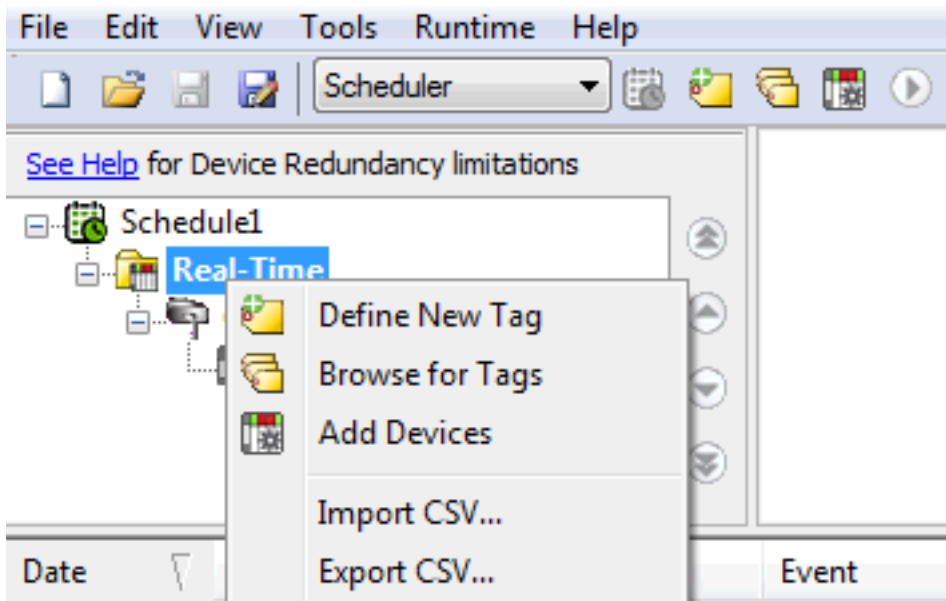 File Edit View Tools Runtime Help
Scheduler
See Help for Device Redundancy limitations
Schedule1
Real-Time
Define New Tag
Browse for Tags
Add Devices
Import CSV...
Export CSV...
Date Event